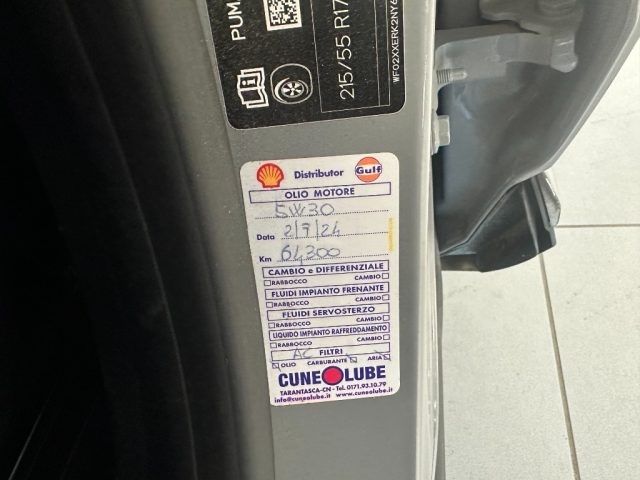 PUM
215/55 R17
WF02XXERK2NY6
Distributor Gulf
OLIO MOTORE
5W30
Data 2/7/24
Km 64200
CAMBIO e DIFFERENZIALE
RABBOCCO CAMBIO
FLUIDI IMPIANTO FRENANTE
RABBOCCO CAMBIO
FLUIDI SERVOSTERZO
RABBOCCO CAMBIO
LIQUIDO IMPIANTO RAFFREDDAMENTO
RABBOCCO CAMBIO
AC FILTRI
OLIO CARBURANTE ARIA
CUNEOLUBE
TARANTASCA-CN - Tel. 0171.93.10.79
info@cuneolube.it www.cuneolube.it